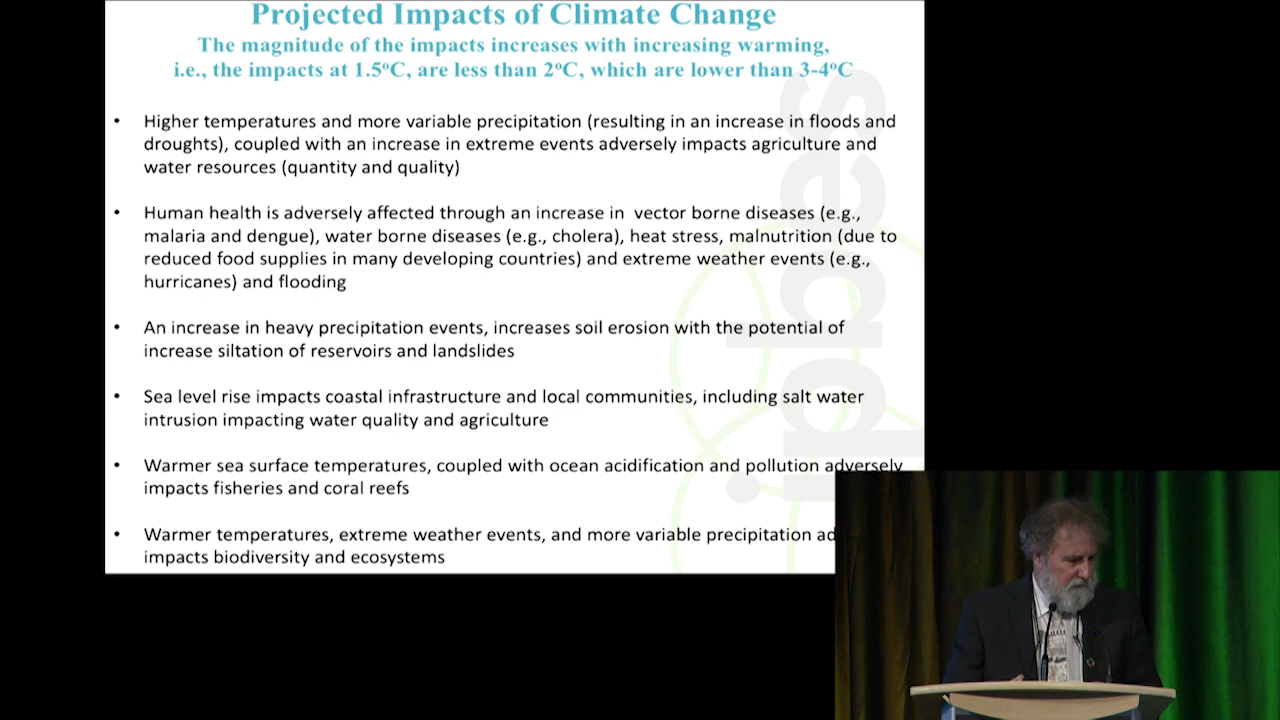 Projected Impacts of Climate Change
The magnitude of the impacts increases with increasing warming,
i.e., the impacts at 1.5ºC, are less than 2ºC, which are lower than 3-4ºC
• Higher temperatures and more variable precipitation (resulting in an increase in floods and
droughts), coupled with an increase in extreme events adversely impacts agriculture and
water resources (quantity and quality)
• Human health is adversely affected through an increase in vector borne diseases (e.g.,
malaria and dengue), water borne diseases (e.g., cholera), heat stress, malnutrition (due to
reduced food supplies in many developing countries) and extreme weather events (e.g.,
hurricanes) and flooding
• An increase in heavy precipitation events, increases soil erosion with the potential of
increase siltation of reservoirs and landslides
• Sea level rise impacts coastal infrastructure and local communities, including salt water
intrusion impacting water quality and agriculture
• Warmer sea surface temperatures, coupled with ocean acidification and pollution adversely
impacts fisheries and coral reefs
• Warmer temperatures, extreme weather events, and more variable precipitation ad
impacts biodiversity and ecosystems
ipbes